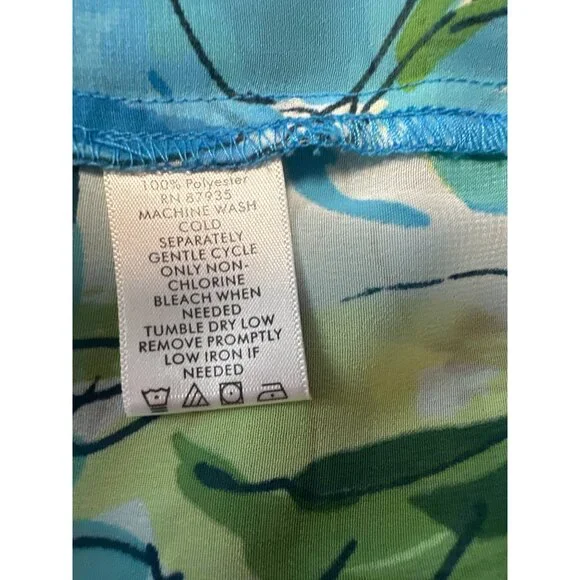 100% Polyester
RN 87935
MACHINE WASH
COLD
SEPARATELY
GENTLE CYCLE
ONLY NON-
CHLORINE
BLEACH WHEN
NEEDED
TUMBLE DRY LOW
REMOVE PROMPTLY
LOW IRON IF
NEEDED